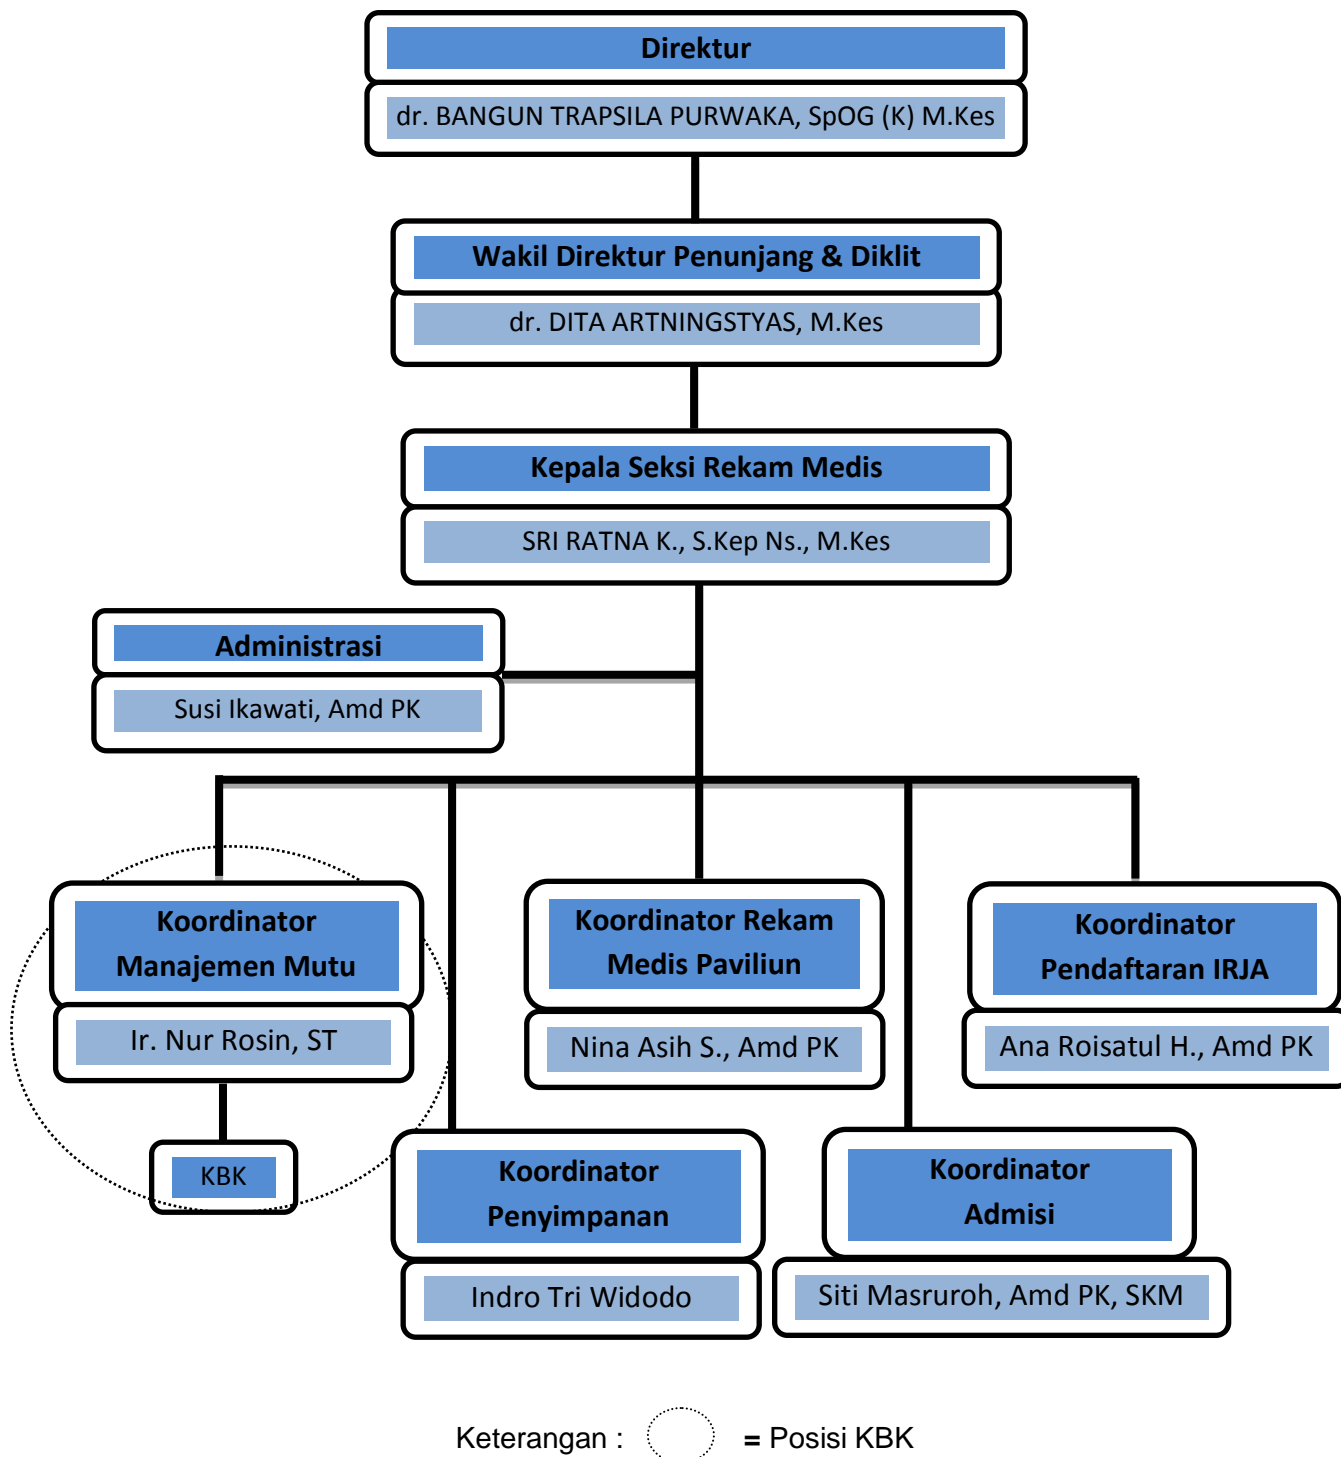 Direktur
dr. BANGUN TRAPSILA PURWAKA, SpOG (K) M.Kes
Wakil Direktur Penunjang & Diklit
dr. DITA ARTNINGSTYAS, M.Kes
Kepala Seksi Rekam Medis
SRI RATNA K., S.Kep Ns., M.Kes
Administrasi
Susi Ikawati, Amd PK
Koordinator
Manajemen Mutu
Ir. Nur Rosin, ST
KBK
Koordinator Rekam
Medis Paviliun
Nina Asih S., Amd PK
Koordinator
Pendaftaran IRJA
Ana Roisatul H., Amd PK
Koordinator
Penyimpanan
Indro Tri Widodo
Koordinator
Admisi
Siti Masruroh, Amd PK, SKM
Keterangan : = Posisi KBK